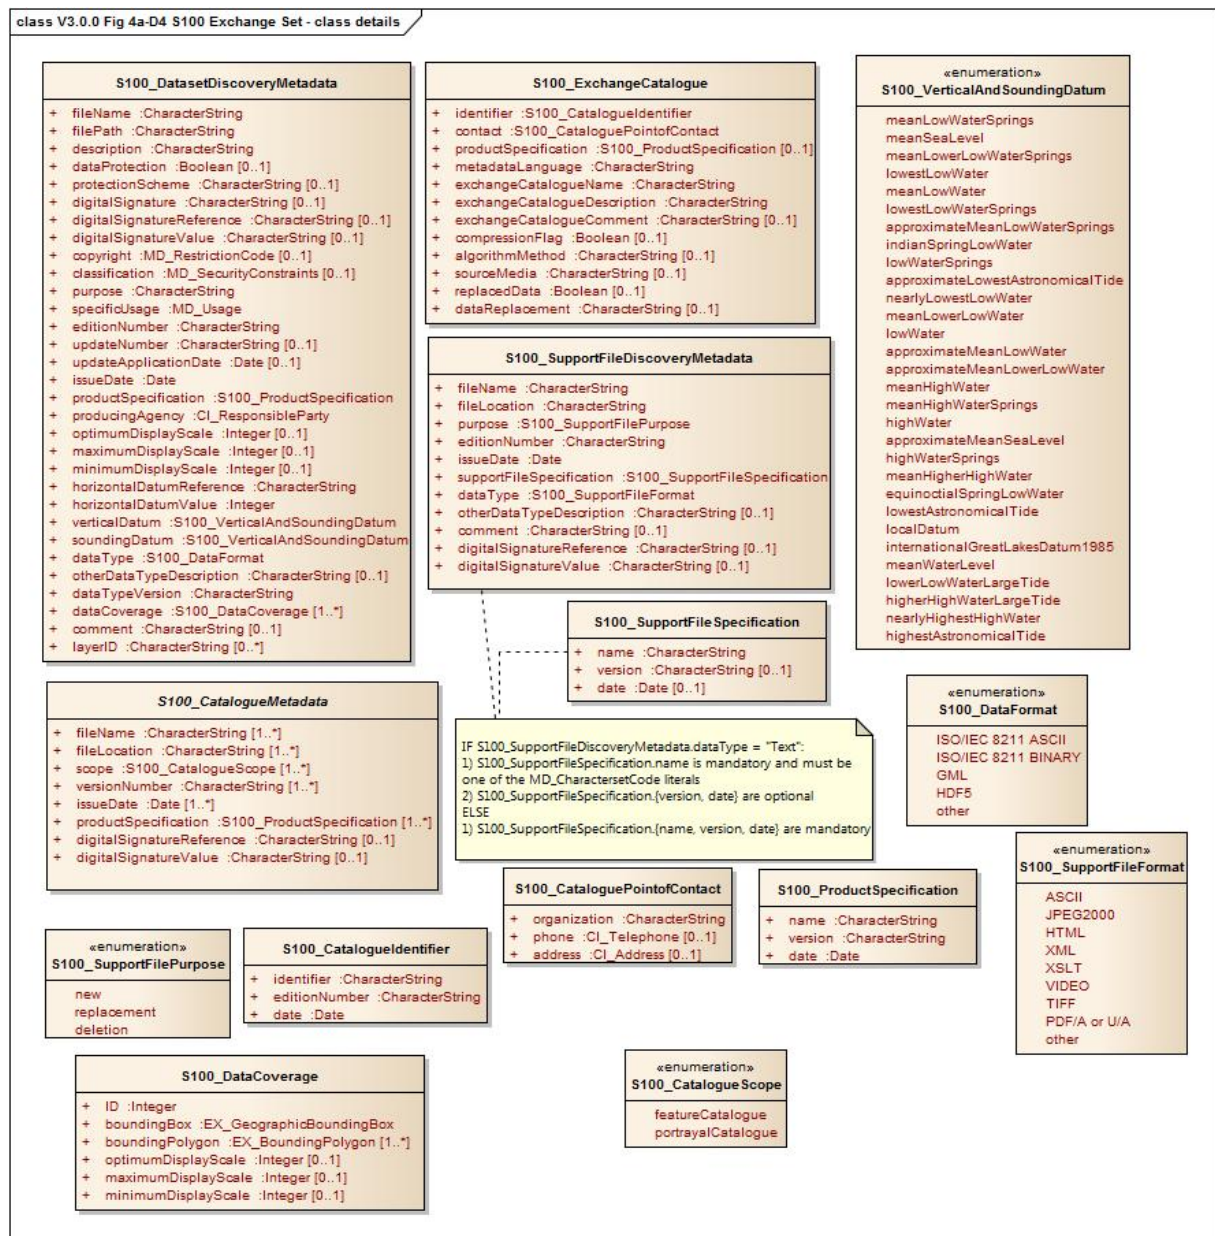 class V3.0.0 Fig 4a-D4 S100 Exchange Set - class details
S100_DatasetDiscoveryMetadata
+ fileName :CharacterString
+ filePath :CharacterString
+ description :CharacterString
+ dataProtection :Boolean [0..1]
+ protectionScheme :CharacterString [0..1]
+ digitalSignature :CharacterString [0..1]
+ digitalSignatureReference :CharacterString [0..1]
+ digitalSignatureValue :CharacterString [0..1]
+ copyright :MD_RestrictionCode [0..1]
+ classification :MD_SecurityConstraints [0..1]
+ purpose :CharacterString
+ specificUsage :MD_Usage
+ editionNumber :CharacterString
+ updateNumber :CharacterString [0..1]
+ updateApplicationDate :Date [0..1]
+ issueDate :Date
+ productSpecification :S100_ProductSpecification
+ producingAgency :CI_ResponsibleParty
+ optimumDisplayScale :Integer [0..1]
+ maximumDisplayScale :Integer [0..1]
+ minimumDisplayScale :Integer [0..1]
+ horizontalDatumReference :CharacterString
+ horizontalDatumValue :Integer
+ verticalDatum :S100_VerticalAndSoundingDatum
+ soundingDatum :S100_VerticalAndSoundingDatum
+ dataType :S100_DataFormat
+ otherDataTypeDescription :CharacterString [0..1]
+ dataTypeVersion :CharacterString
+ dataCoverage :S100_DataCoverage [1..*]
+ comment :CharacterString [0..1]
+ layerID :CharacterString [0..*]
S100_ExchangeCatalogue
+ identifier :S100_CatalogueIdentifier
+ contact :S100_CataloguePointofContact
+ productSpecification :S100_ProductSpecification [0..1]
+ metadataLanguage :CharacterString
+ exchangeCatalogueName :CharacterString
+ exchangeCatalogueDescription :CharacterString
+ exchangeCatalogueComment :CharacterString [0..1]
+ compressionFlag :Boolean [0..1]
+ algorithmMethod :CharacterString [0..1]
+ sourceMedia :CharacterString [0..1]
+ replacedData :Boolean [0..1]
+ dataReplacement :CharacterString [0..1]
«enumeration»
S100_VerticalAndSoundingDatum
meanLowWaterSprings
meanSeaLevel
meanLowerLowWaterSprings
lowestLowWater
meanLowWater
lowestLowWaterSprings
approximateMeanLowWaterSprings
indianSpringLowWater
lowWaterSprings
approximateLowestAstronomicalTide
nearlyLowestLowWater
meanLowerLowWater
lowWater
approximateMeanLowWater
approximateMeanLowerLowWater
meanHighWater
meanHighWaterSprings
highWater
approximateMeanSeaLevel
highWaterSprings
meanHigherHighWater
equinoctialSpringLowWater
lowestAstronomicalTide
localDatum
internationalGreatLakesDatum1985
meanWaterLevel
lowerLowWaterLargeTide
higherHighWaterLargeTide
nearlyHighestHighWater
highestAstronomicalTide
S100_SupportFileDiscoveryMetadata
+ fileName :CharacterString
+ fileLocation :CharacterString
+ purpose :S100_SupportFilePurpose
+ editionNumber :CharacterString
+ issueDate :Date
+ supportFileSpecification :S100_SupportFileSpecification
+ dataType :S100_SupportFileFormat
+ otherDataTypeDescription :CharacterString [0..1]
+ comment :CharacterString [0..1]
+ digitalSignatureReference :CharacterString [0..1]
+ digitalSignatureValue :CharacterString [0..1]
S100_SupportFileSpecification
+ name :CharacterString
+ version :CharacterString [0..1]
+ date :Date [0..1]
S100_CatalogueMetadata
+ fileName :CharacterString [1..*]
+ fileLocation :CharacterString [1..*]
+ scope :S100_CatalogueScope [1..*]
+ versionNumber :CharacterString [1..*]
+ issueDate :Date [1..*]
+ productSpecification :S100_ProductSpecification [1..*]
+ digitalSignatureReference :CharacterString [0..1]
+ digitalSignatureValue :CharacterString [0..1]
IF S100_SupportFileDiscoveryMetadata.dataType = "Text":
1) S100_SupportFileSpecification.name is mandatory and must be
one of the MD_CharactersetCode literals
2) S100_SupportFileSpecification.{version, date} are optional
ELSE
1) S100_SupportFileSpecification.{name, version, date} are mandatory
«enumeration»
S100_DataFormat
ISO/IEC 8211 ASCII
ISO/IEC 8211 BINARY
GML
HDF5
other
«enumeration»
S100_SupportFileFormat
ASCII
JPEG2000
HTML
XML
XSLT
VIDEO
TIFF
PDF/A or U/A
other
S100_CataloguePointofContact
+ organization :CharacterString
+ phone :CI_Telephone [0..1]
+ address :CI_Address [0..1]
S100_ProductSpecification
+ name :CharacterString
+ version :CharacterString
+ date :Date
«enumeration»
S100_SupportFilePurpose
new
replacement
deletion
S100_CatalogueIdentifier
+ identifier :CharacterString
+ editionNumber :CharacterString
+ date :Date
S100_DataCoverage
+ ID :Integer
+ boundingBox :EX_GeographicBoundingBox
+ boundingPolygon :EX_BoundingPolygon [1..*]
+ optimumDisplayScale :Integer [0..1]
+ maximumDisplayScale :Integer [0..1]
+ minimumDisplayScale :Integer [0..1]
«enumeration»
S100_CatalogueScope
featureCatalogue
portrayalCatalogue